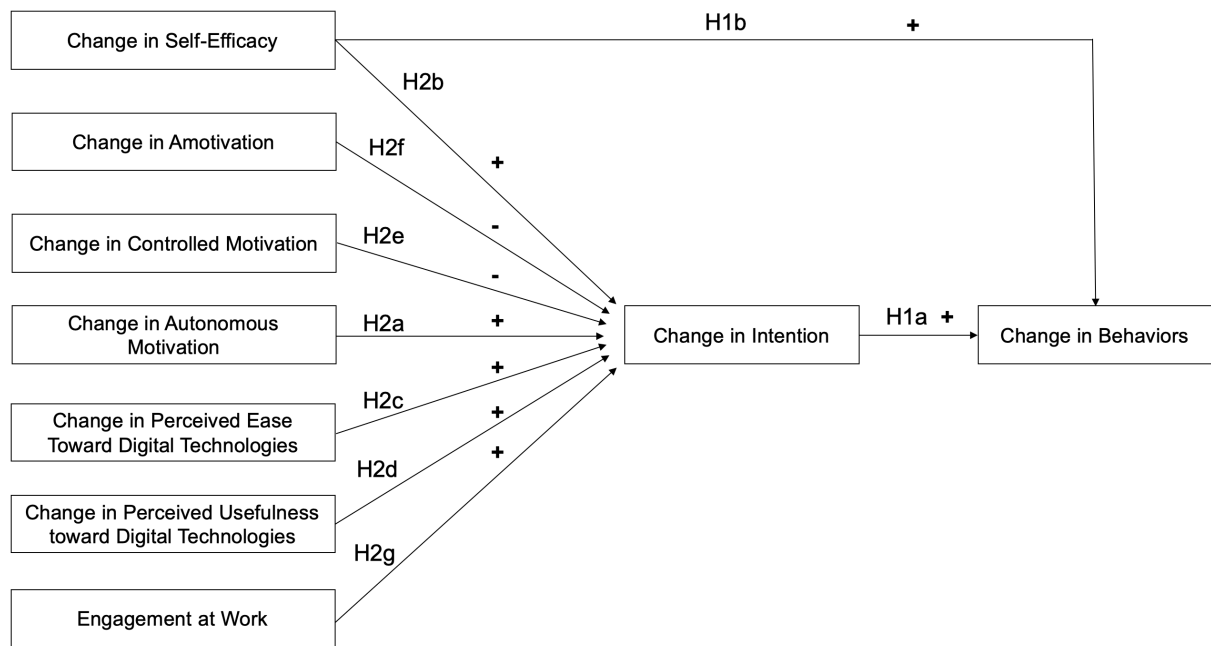 H1b +
Change in Self-Efficacy
H2b
Change in Amotivation
H2f
+
-
Change in Controlled Motivation
H2e
-
Change in Autonomous
Motivation
H2a
+
Change in Intention
H1a +
Change in Behaviors
+
Change in Perceived Ease
Toward Digital Technologies
H2c
+
+
H2d
Change in Perceived Usefulness
toward Digital Technologies
H2g
Engagement at Work